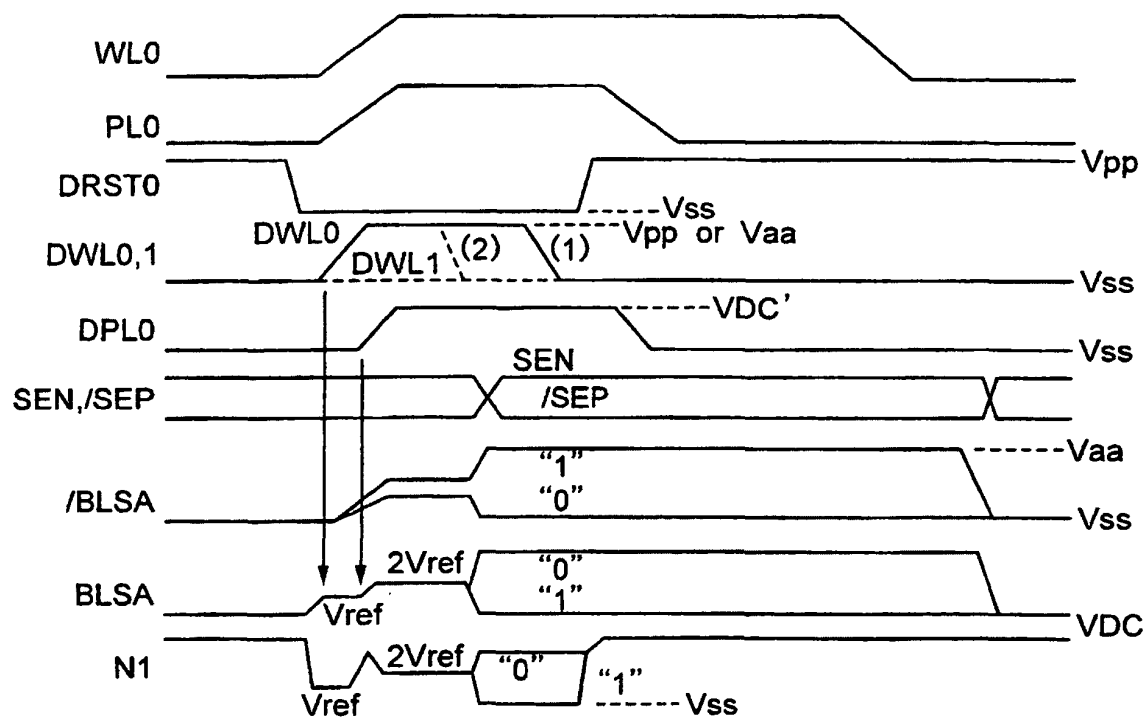 WL0
PL0
DRST0
Vpp
Vss
DWL0
DWL0,1
DWL1
(2)
(1)
Vpp or Vaa
Vss
DPL0
VDC'
Vss
SEN,/SEP
SEN
/SEP
/BLSA
"1"
"0"
Vaa
Vss
BLSA
Vref
2Vref
"0"
"1"
VDC
N1
Vref
2Vref
"0"
"1"
Vss